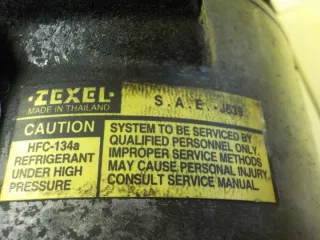 ZEXEL
MADE IN THAILAND
S.A.E. J639
CAUTION
HFC-134a
REFRIGERANT
UNDER HIGH
PRESSURE
SYSTEM TO BE SERVICED BY
QUALIFIED PERSONNEL ONLY.
IMPROPER SERVICE METHODS
MAY CAUSE PERSONAL INJURY.
CONSULT SERVICE MANUAL.